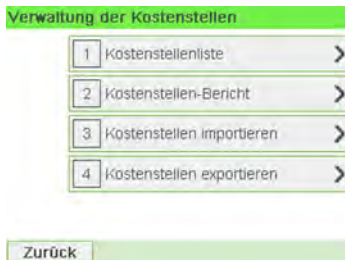 Verwaltung der Kostenstellen
1 Kostenstellenliste
2 Kostenstellen-Bericht
3 Kostenstellen importieren
4 Kostenstellen exportieren
Zurück